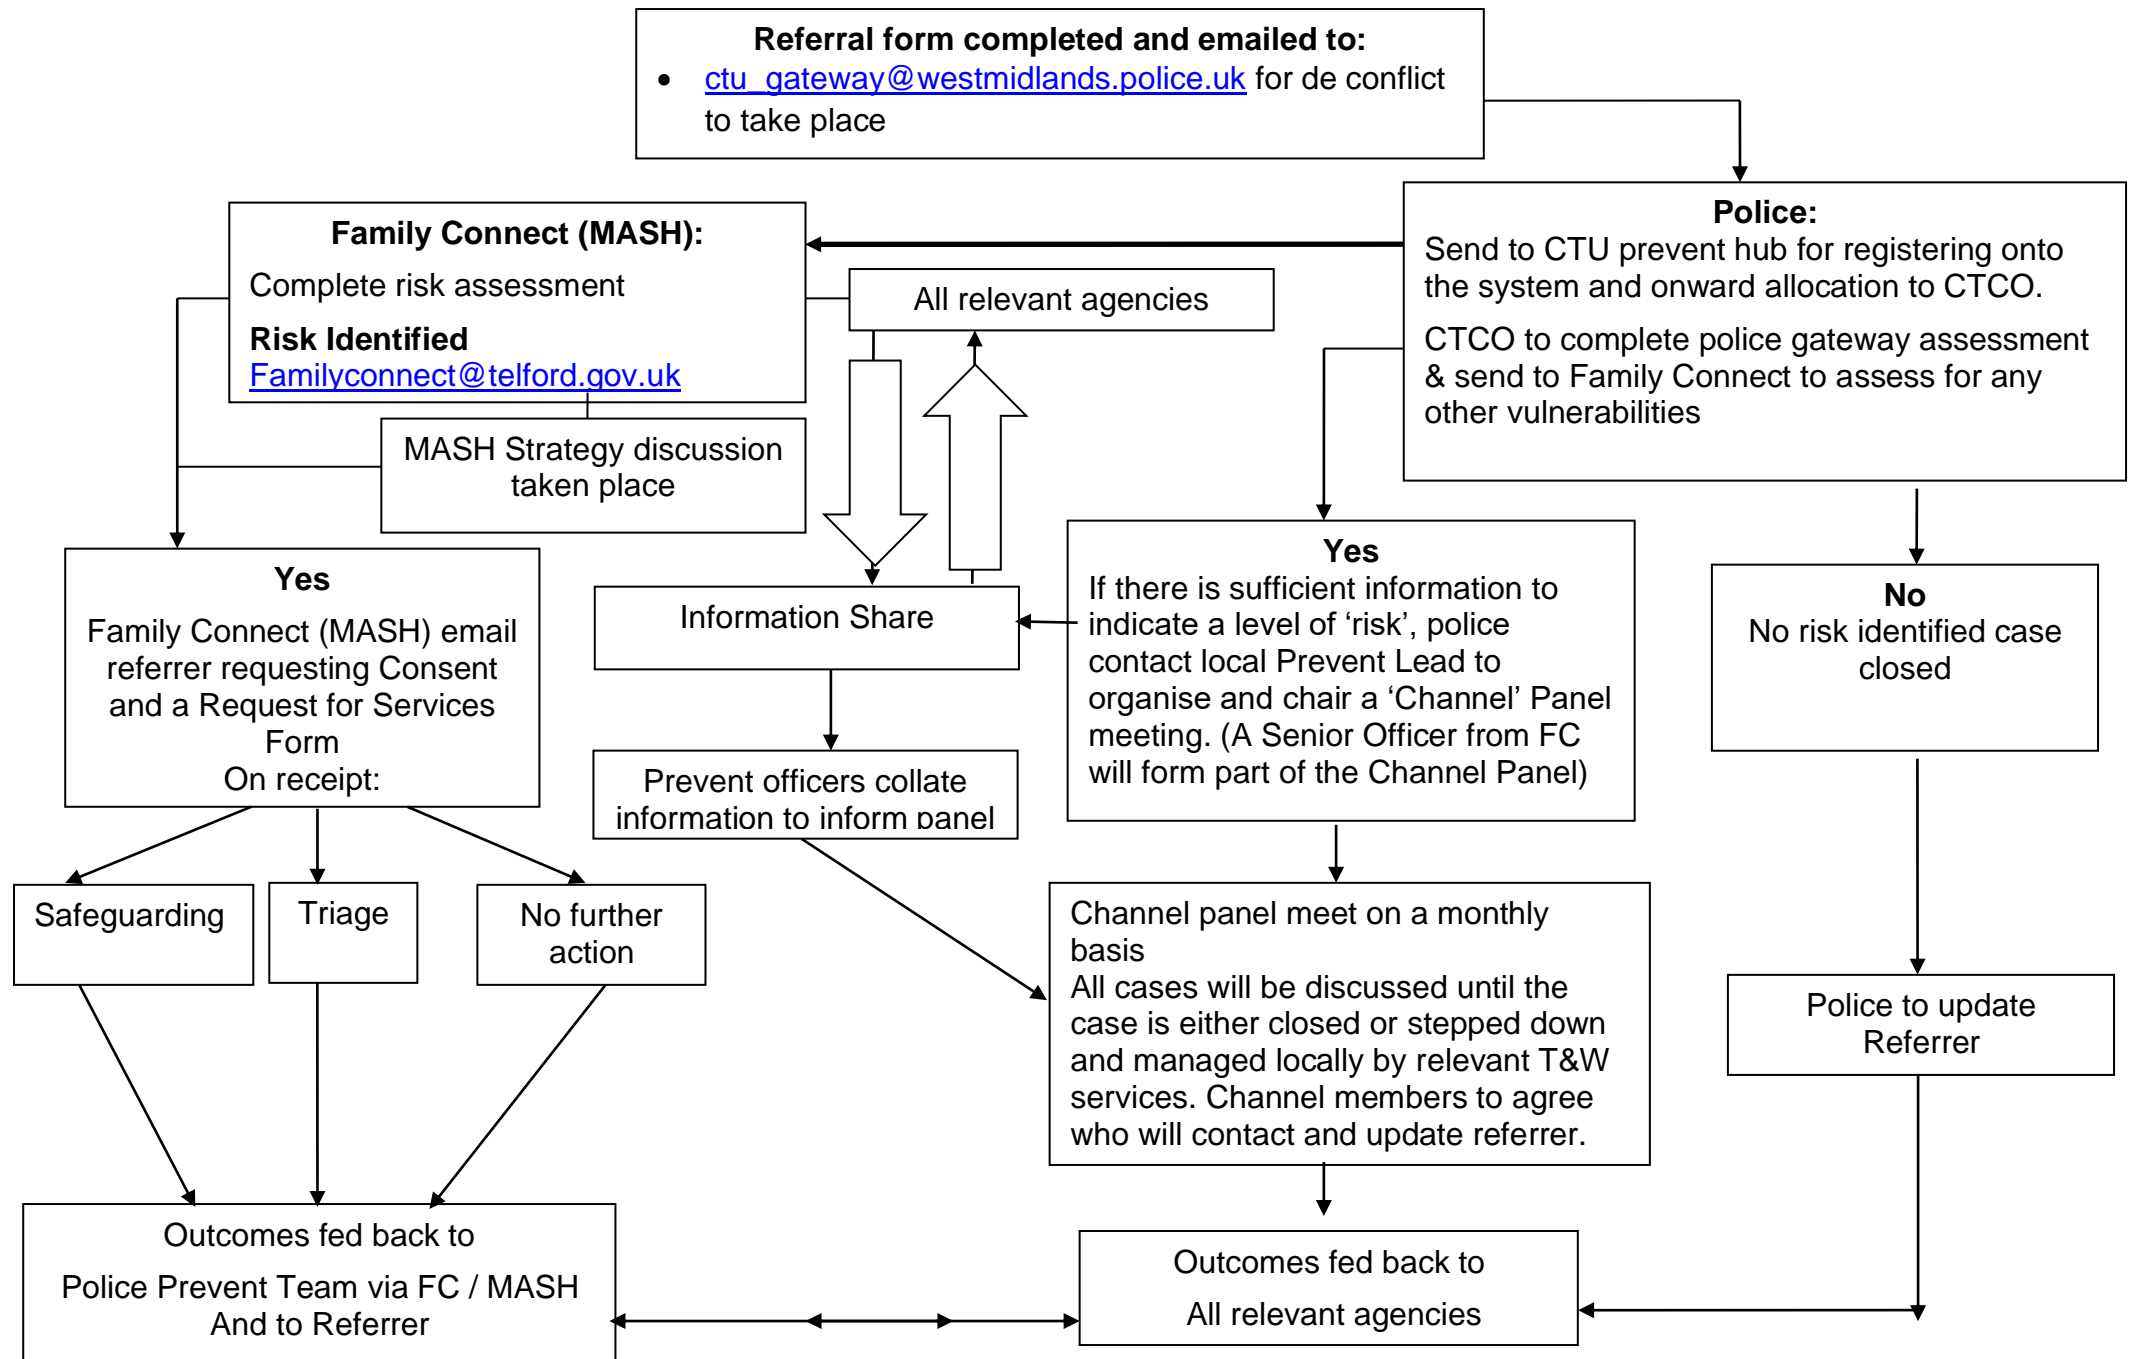 Referral form completed and emailed to:
• ctu_gateway@westmidlands.police.uk for de conflict
to take place
Police:
Send to CTU prevent hub for registering onto
the system and onward allocation to CTCO.
CTCO to complete police gateway assessment
& send to Family Connect to assess for any
other vulnerabilities
Family Connect (MASH):
Complete risk assessment
Risk Identified
Familyconnect@telford.gov.uk
All relevant agencies
MASH Strategy discussion
taken place
Yes
Family Connect (MASH) email
referrer requesting Consent
and a Request for Services
Form
On receipt:
Information Share
Yes
If there is sufficient information to
indicate a level of ‘risk’, police
contact local Prevent Lead to
organise and chair a ‘Channel’ Panel
meeting. (A Senior Officer from FC
will form part of the Channel Panel)
No
No risk identified case
closed
Prevent officers collate
information to inform panel
Safeguarding
Triage
No further
action
Channel panel meet on a monthly
basis
All cases will be discussed until the
case is either closed or stepped down
and managed locally by relevant T&W
services. Channel members to agree
who will contact and update referrer.
Police to update
Referrer
Outcomes fed back to
Police Prevent Team via FC / MASH
And to Referrer
Outcomes fed back to
All relevant agencies